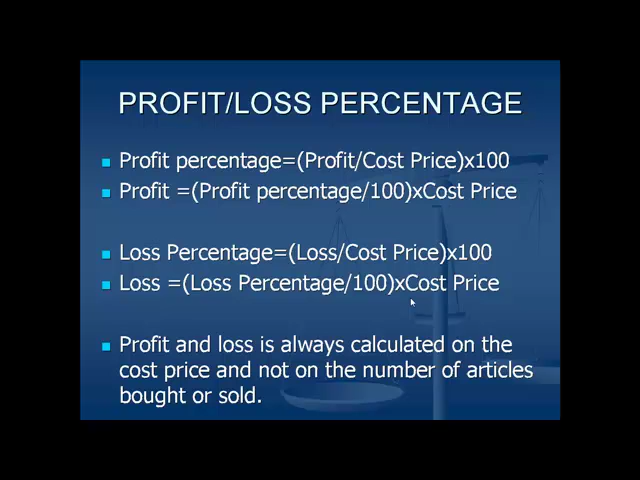 PROFIT/LOSS PERCENTAGE
Profit percentage=(Profit/Cost Price)x100
Profit =(Profit percentage/100)xCost Price
Loss Percentage=(Loss/Cost Price)x100
Loss =(Loss Percentage/100)xCost Price
Profit and loss is always calculated on the
cost price and not on the number of articles
bought or sold.